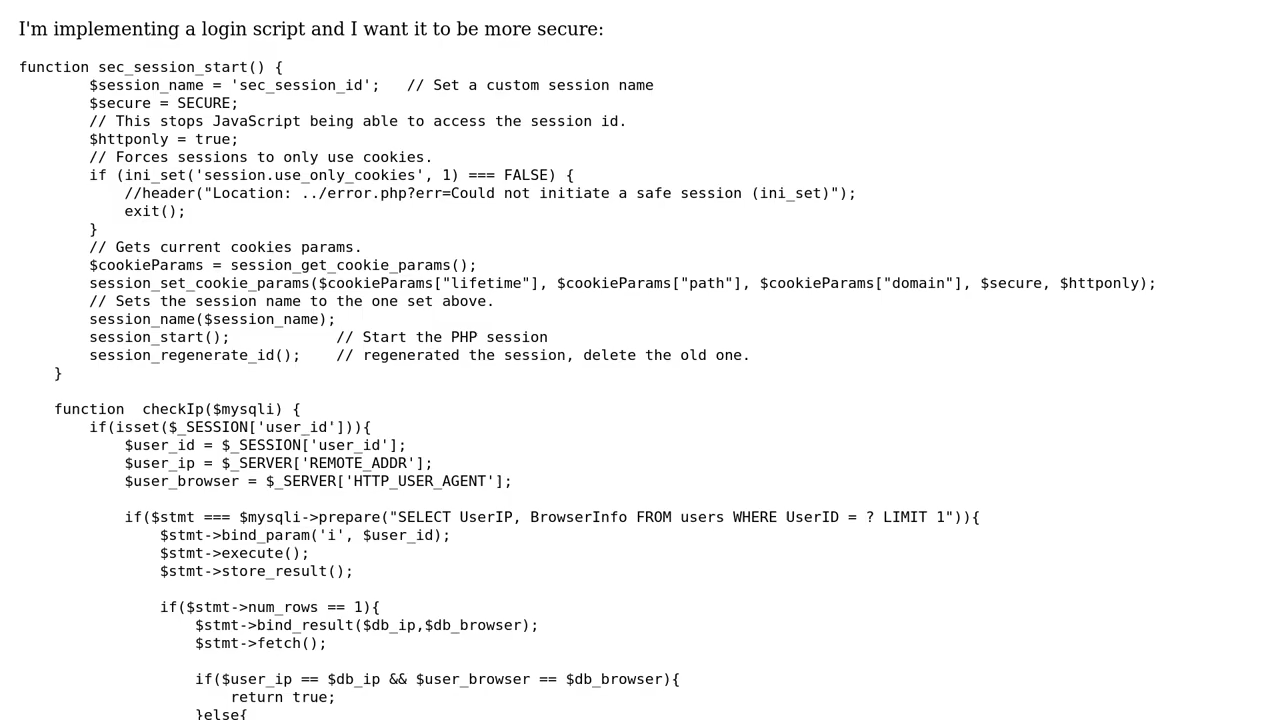 I'm implementing a login script and I want it to be more secure:
function sec_session_start() {
        $session_name = 'sec_session_id';   // Set a custom session name
        $secure = SECURE;
        // This stops JavaScript being able to access the session id.
        $httponly = true;
        // Forces sessions to only use cookies.
        if (ini_set('session.use_only_cookies', 1) === FALSE) {
            //header("Location: ../error.php?err=Could not initiate a safe session (ini_set)");
            exit();
        }
        // Gets current cookies params.
        $cookieParams = session_get_cookie_params();
        session_set_cookie_params($cookieParams["lifetime"], $cookieParams["path"], $cookieParams["domain"], $secure, $httponly);
        // Sets the session name to the one set above.
        session_name($session_name);
        session_start();            // Start the PHP session
        session_regenerate_id();    // regenerated the session, delete the old one.
    }
    function  checkIp($mysqli) {
        if(isset($_SESSION['user_id'])){
            $user_id = $_SESSION['user_id'];
            $user_ip = $_SERVER['REMOTE_ADDR'];
            $user_browser = $_SERVER['HTTP_USER_AGENT'];
            if($stmt === $mysqli->prepare("SELECT UserIP, BrowserInfo FROM users WHERE UserID = ? LIMIT 1")){
                $stmt->bind_param('i', $user_id);
                $stmt->execute();
                $stmt->store_result();
                if($stmt->num_rows == 1){
                    $stmt->bind_result($db_ip,$db_browser);
                    $stmt->fetch();
                    if($user_ip == $db_ip && $user_browser == $db_browser){
                        return true;
                    }else{